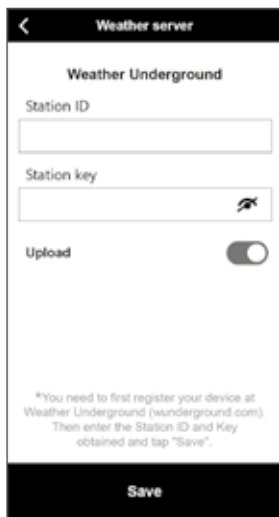 Weather server
Weather Underground
Station ID
Station key
Upload
*You need to first register your device at
Weather Underground (wunderground.com).
Then enter the Station ID and Key
obtained and tap "Save".
Save